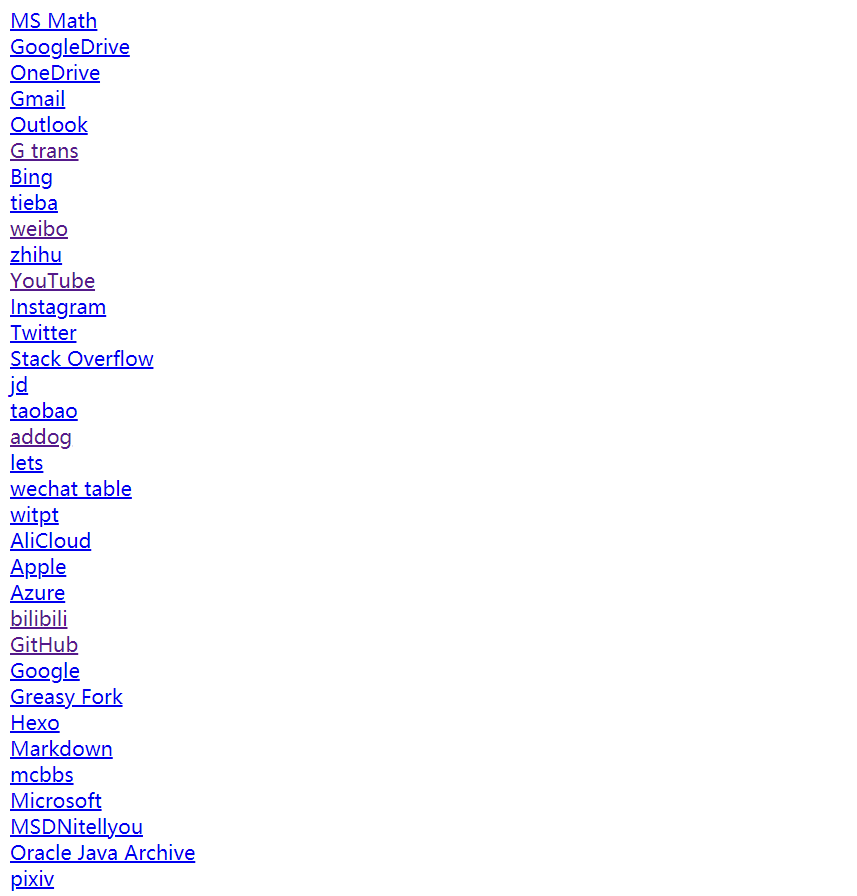 MS Math
GoogleDrive
OneDrive
Gmail
Outlook
G trans
Bing
tieba
weibo
zhihu
YouTube
Instagram
Twitter
Stack Overflow
jd
taobao
addog
lets
wechat table
witpt
AliCloud
Apple
Azure
bilibili
GitHub
Google
Greasy Fork
Hexo
Markdown
mcbbs
Microsoft
MSDNitellyou
Oracle Java Archive
pixiv